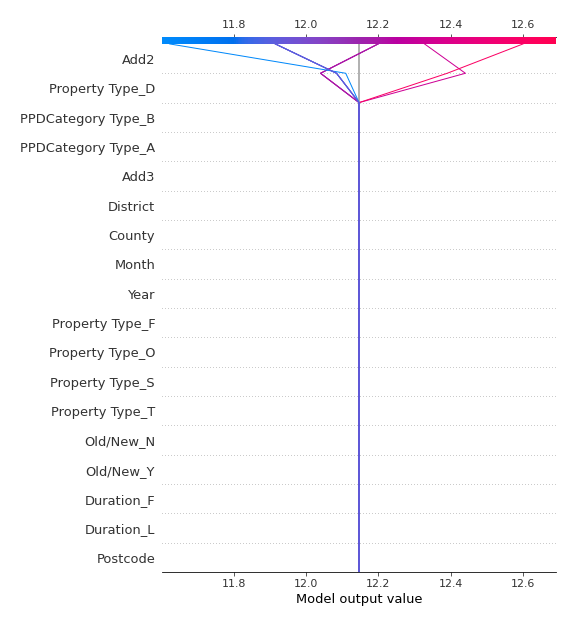 11.8 12.0 12.2 12.4 12.6
Add2
Property Type_D
PPDCategory Type_B
PPDCategory Type_A
Add3
District
County
Month
Year
Property Type_F
Property Type_O
Property Type_S
Property Type_T
Old/New_N
Old/New_Y
Duration_F
Duration_L
Postcode
11.8 12.0 12.2 12.4 12.6
Model output value